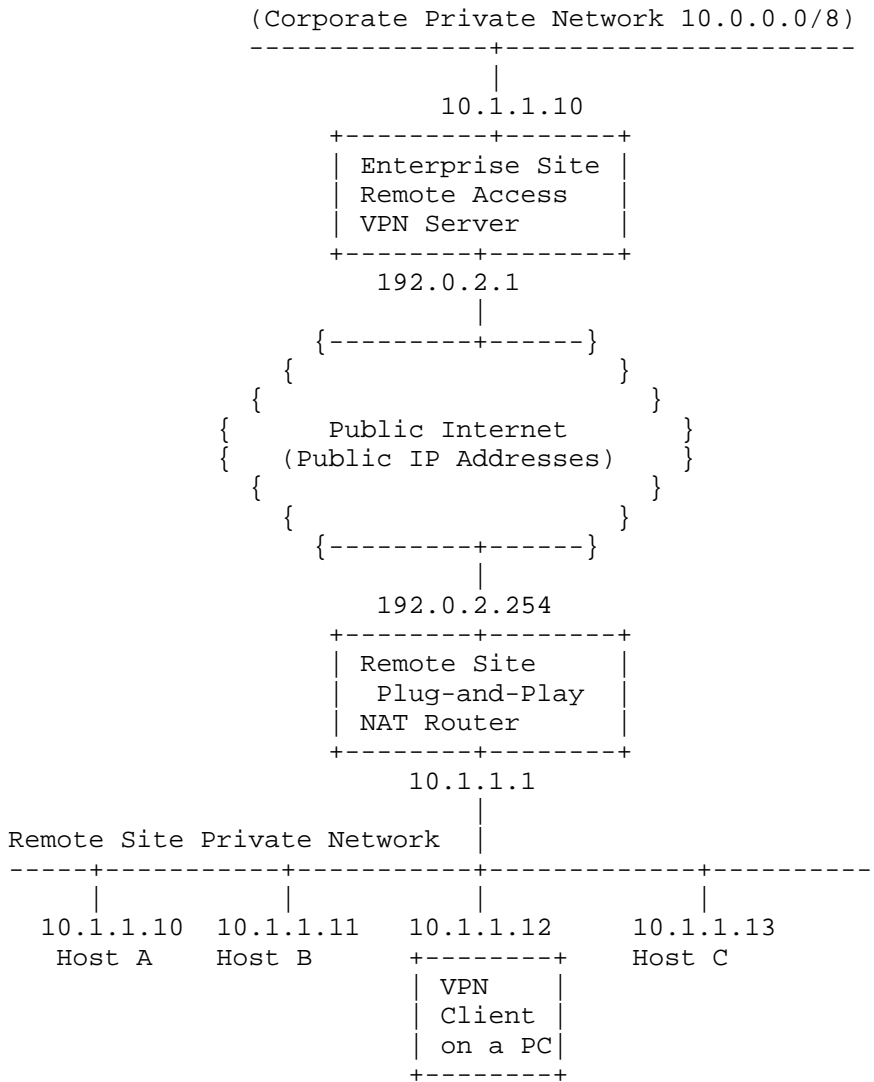 (Corporate Private Network 10.0.0.0/8)
---------------+----------------------
|
10.1.1.10
+---------+-------+
| Enterprise Site |
| Remote Access |
| VPN Server |
+--------+--------+
192.0.2.1
|
{---------+------}
{ }
{ }
{ Public Internet }
{ (Public IP Addresses) }
{ }
{ }
{---------+------}
|
192.0.2.254
+--------+--------+
| Remote Site |
| Plug-and-Play |
| NAT Router |
+--------+--------+
10.1.1.1
|
Remote Site Private Network |
-----+-----------+-----------+-------------+----------
| | | |
10.1.1.10 10.1.1.11 10.1.1.12 10.1.1.13
Host A Host B +--------+ Host C
| VPN |
| Client |
| on a PC|
+--------+